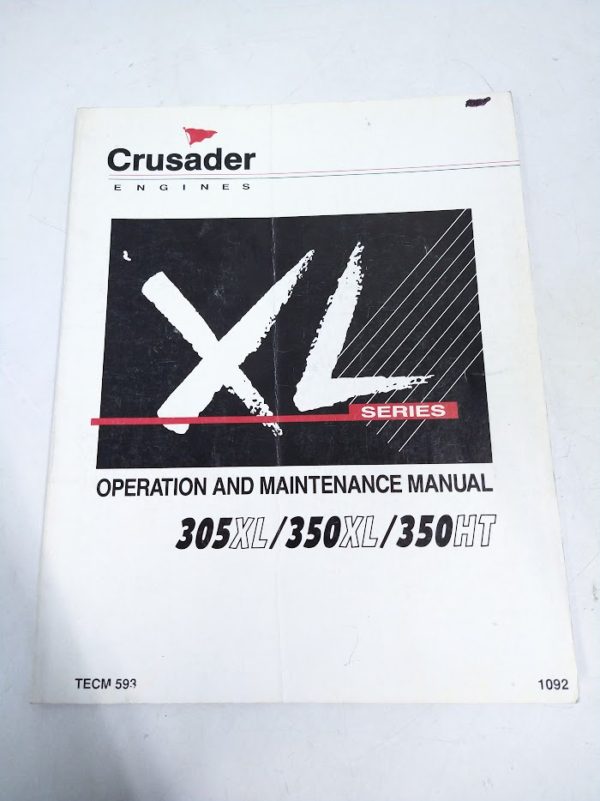 Crusader
ENGINES
XL
SERIES
OPERATION AND MAINTENANCE MANUAL
305XL/350XL/350HT
TECM 593
1092